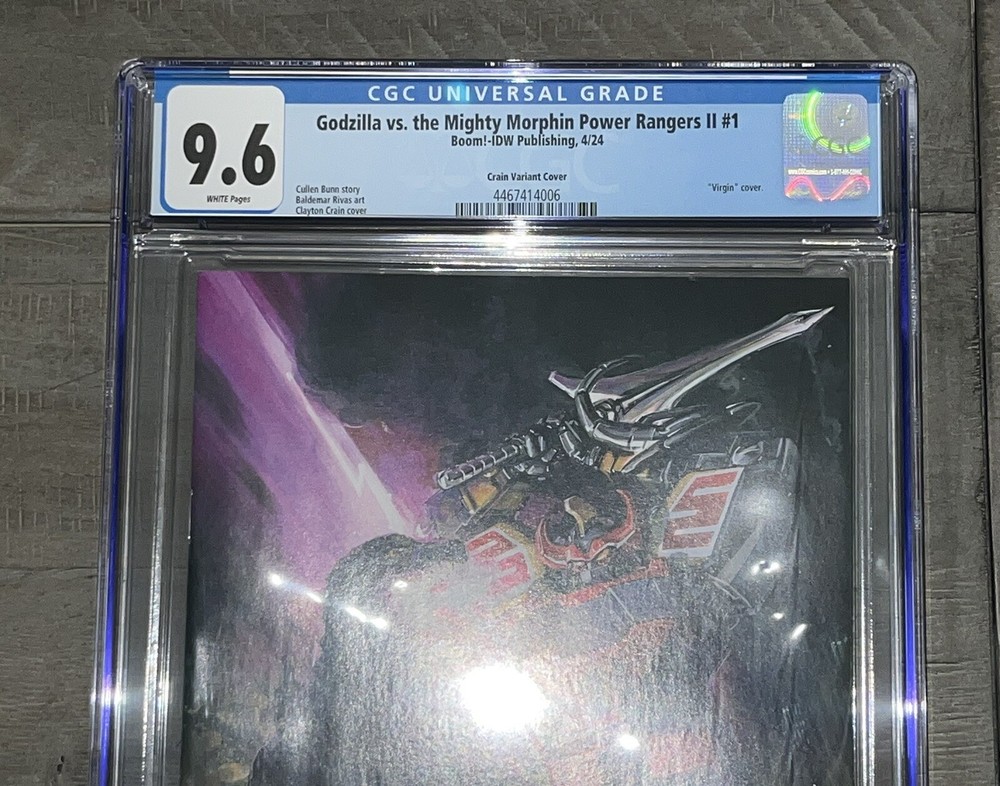 CGC UNIVERSAL GRADE
9.6
WHITE Pages
Godzilla vs. the Mighty Morphin Power Rangers II #1
Boom!-IDW Publishing, 4/24
Crain Variant Cover
4467414006
Cullen Bunn story
Baldemar Rivas art
Clayton Crain cover
"Virgin" cover.